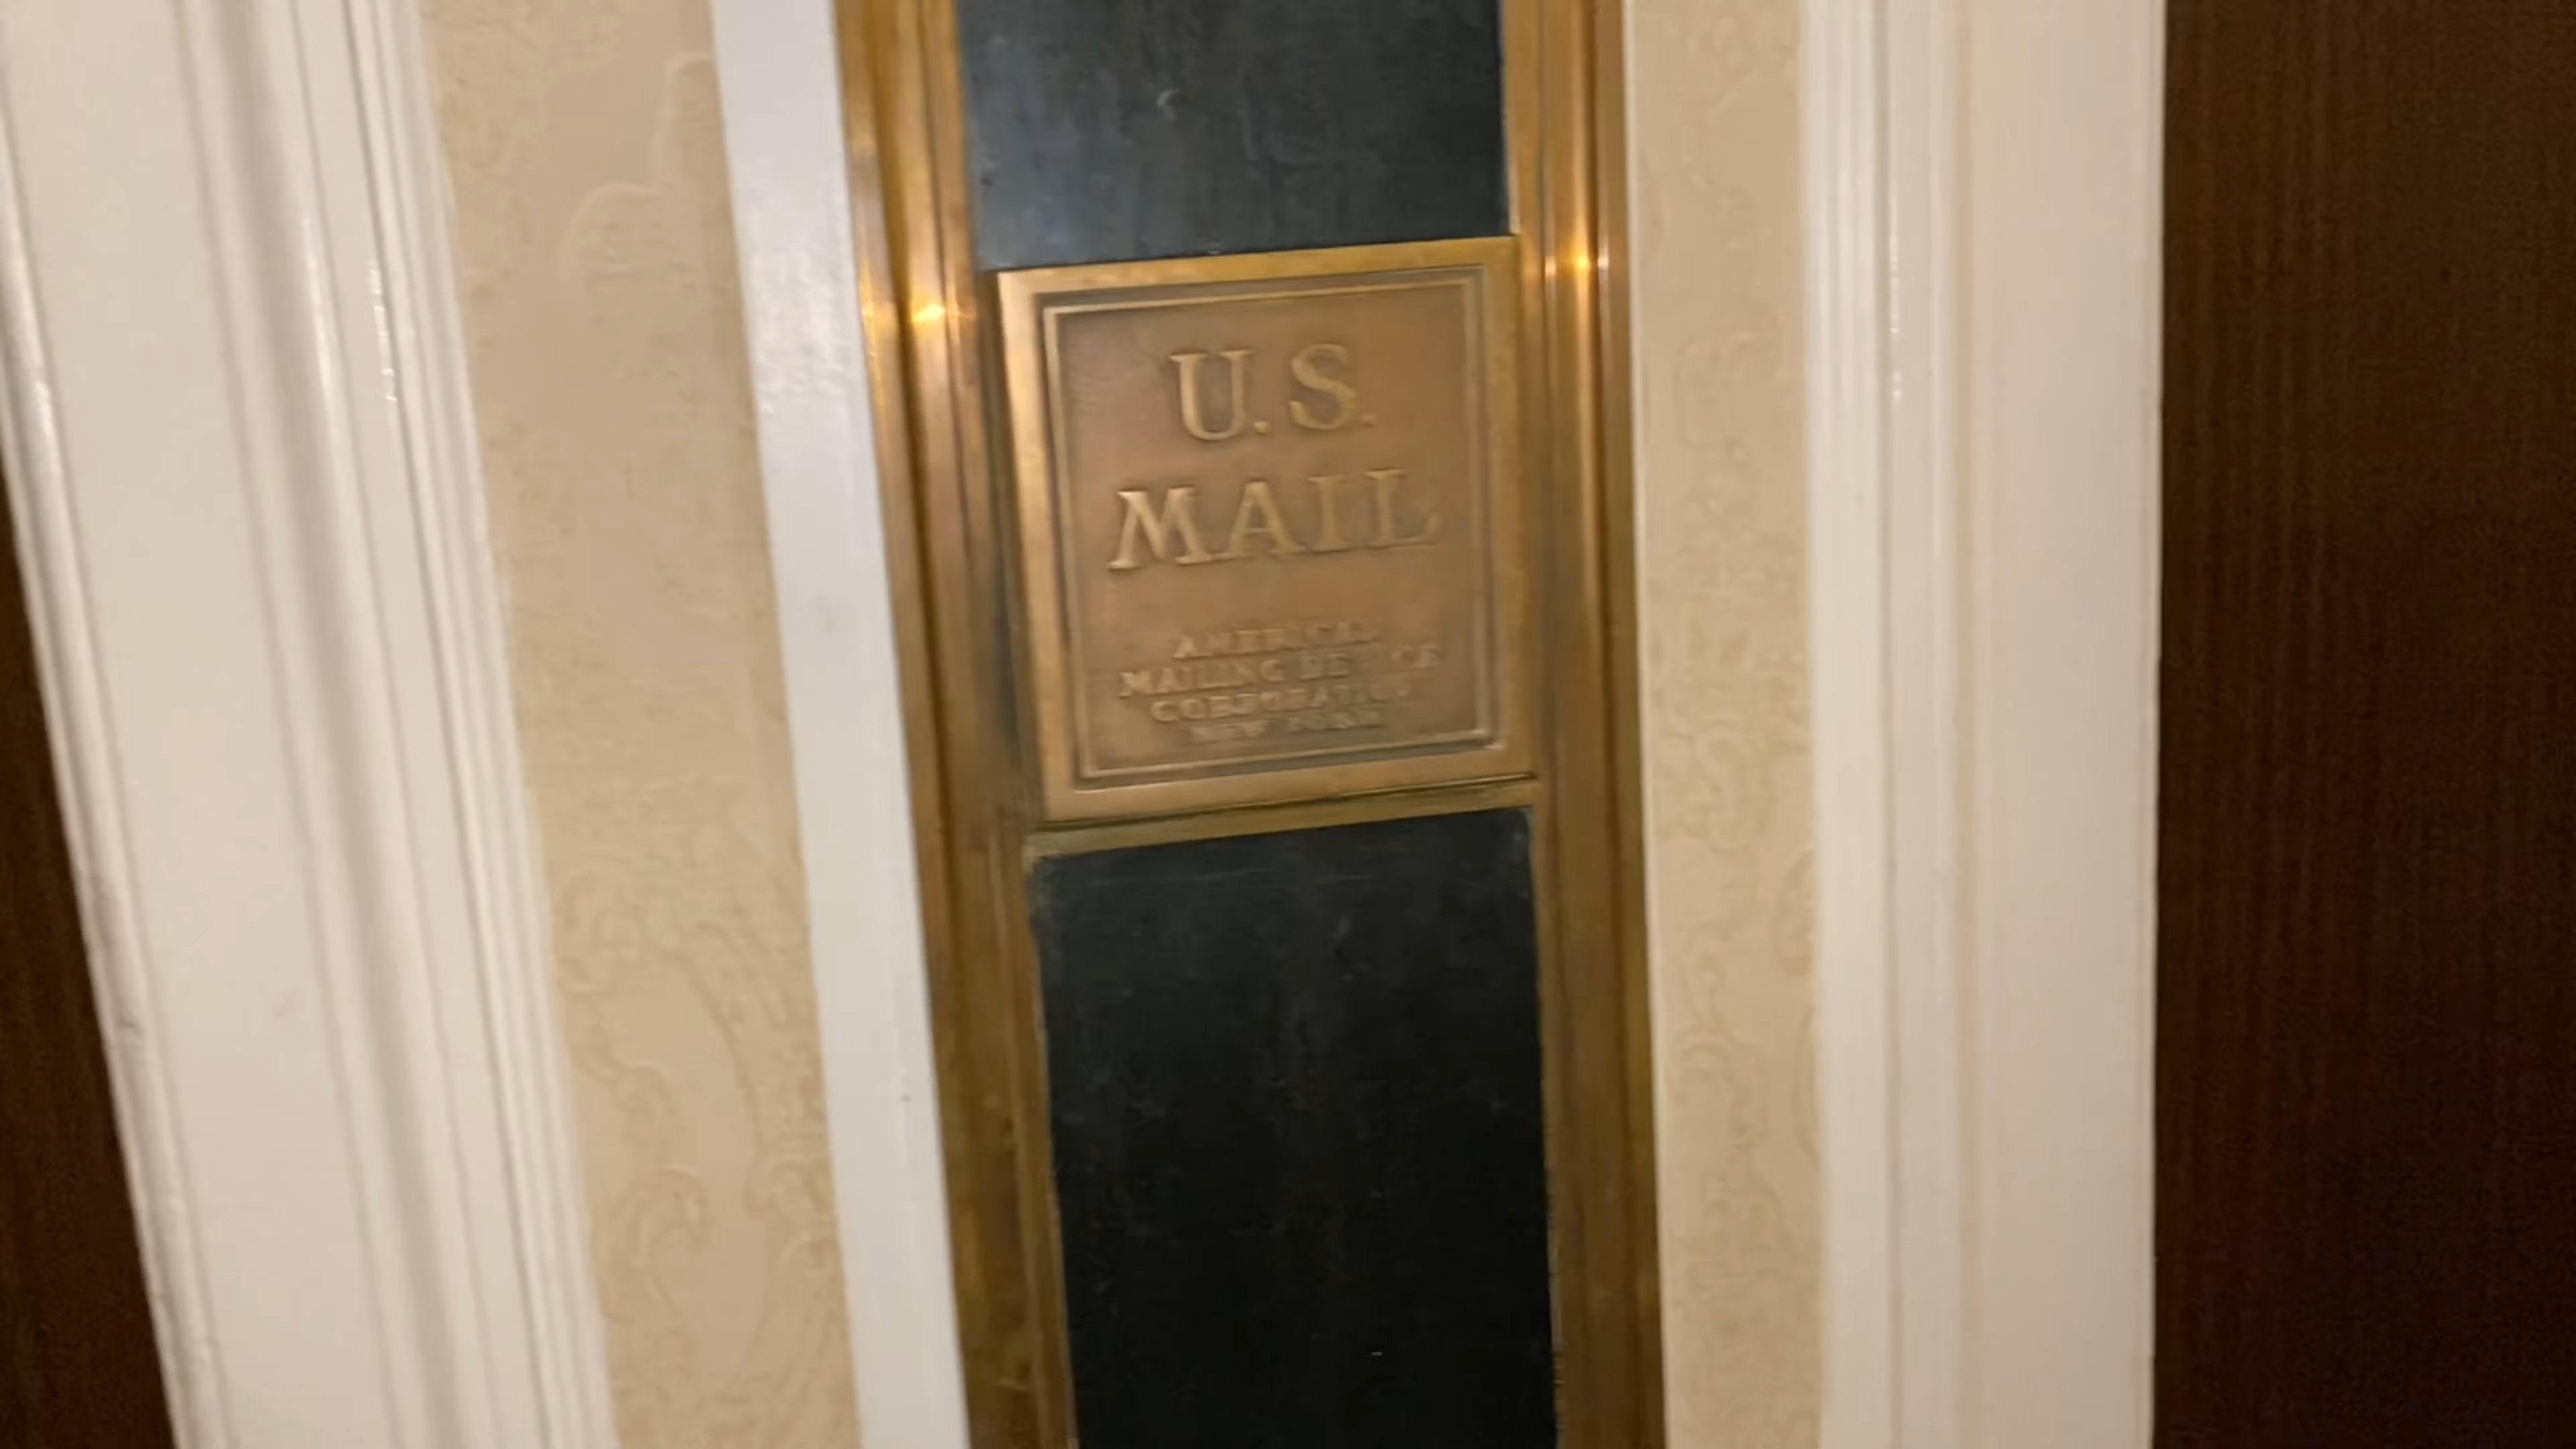 U.S.
MAIL
AMERICAN
MAILING DEVICE
CORPORATION
NEW YORK